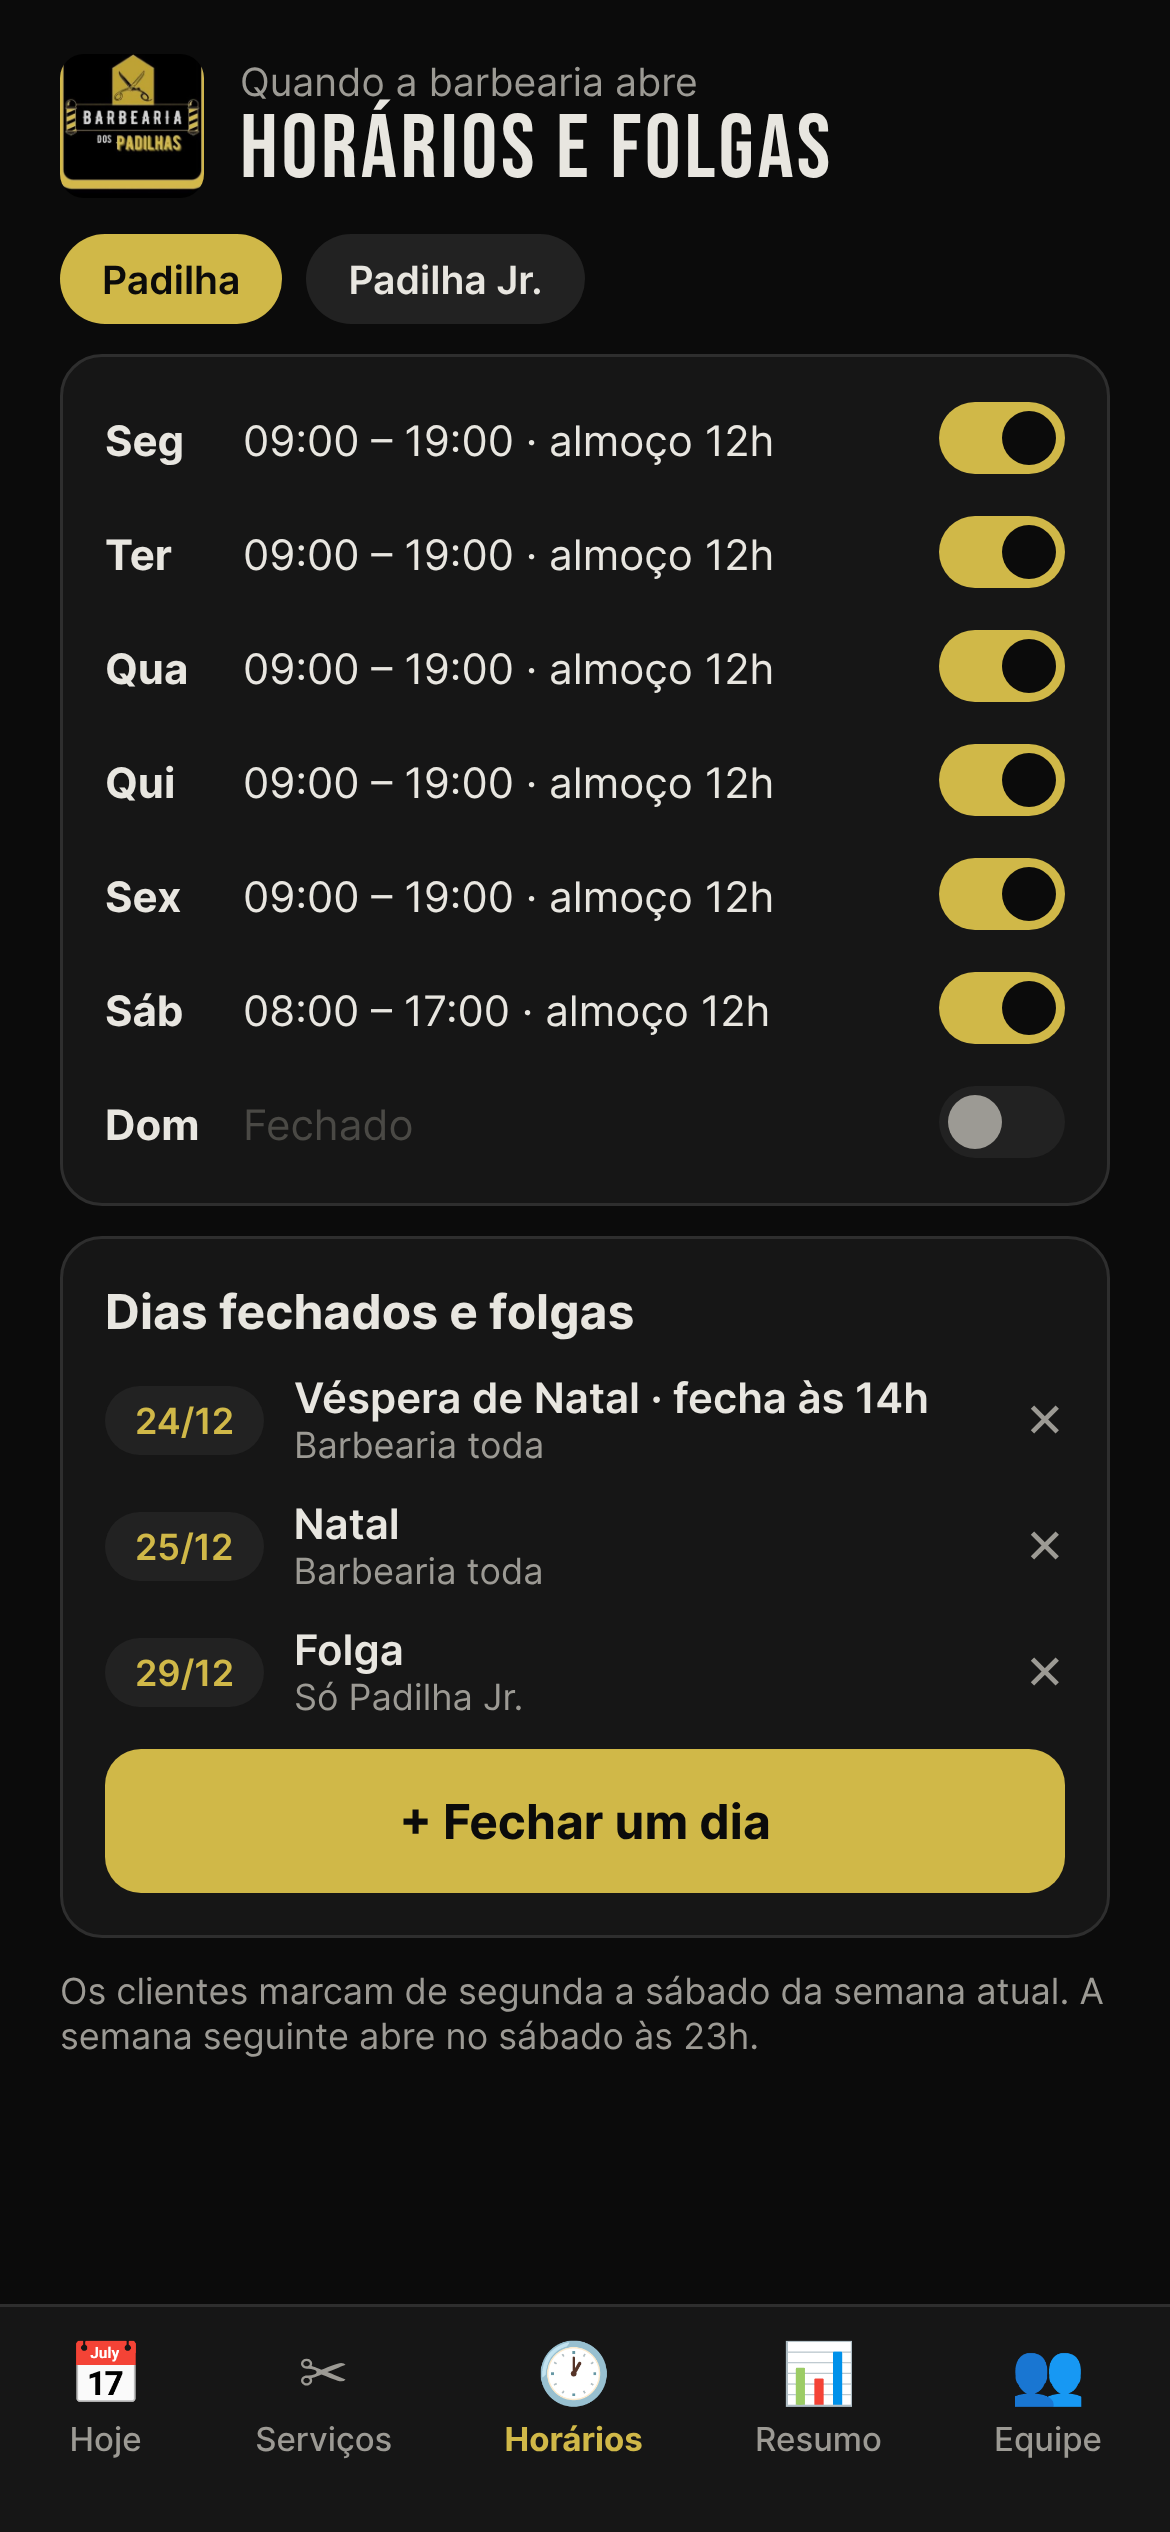 BARBEARIA
DOS PADILHAS
Quando a barbearia abre
HORÁRIOS E FOLGAS
Padilha
Padilha Jr.
Seg 09:00 – 19:00 · almoço 12h
Ter 09:00 – 19:00 · almoço 12h
Qua 09:00 – 19:00 · almoço 12h
Qui 09:00 – 19:00 · almoço 12h
Sex 09:00 – 19:00 · almoço 12h
Sáb 08:00 – 17:00 · almoço 12h
Dom Fechado
Dias fechados e folgas
24/12
Véspera de Natal · fecha às 14h
Barbearia toda
25/12
Natal
Barbearia toda
29/12
Folga
Só Padilha Jr.
+ Fechar um dia
Os clientes marcam de segunda a sábado da semana atual. A
semana seguinte abre no sábado às 23h.
July
17
Hoje
Serviços
Horários
Resumo
Equipe